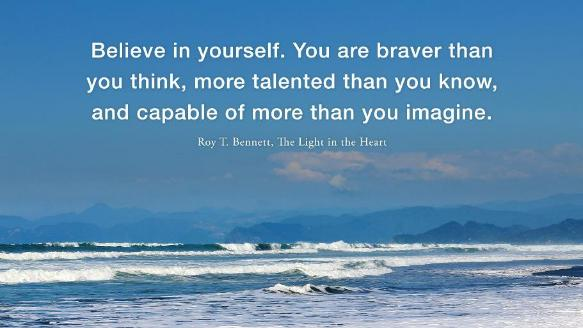 Believe in yourself. You are braver than
you think, more talented than you know,
and capable of more than you imagine.
Roy T. Bennett, The Light in the Heart